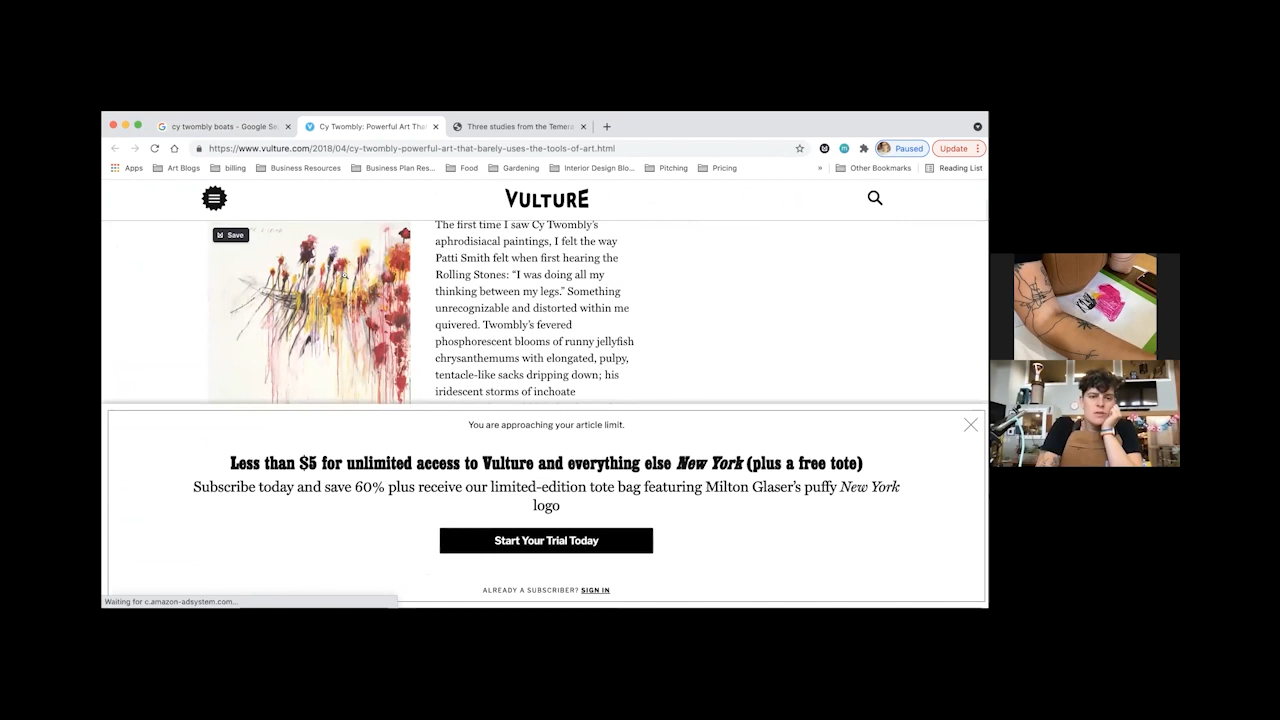 cy twombly boats - Google Se
Cy Twombly: Powerful Art Tha
Three studies from the Temera
https://www.vulture.com/2018/04/cy-twombly-powerful-art-that-barely-uses-the-tools-of-art.html
Paused
Update
Apps
Art Blogs
billing
Business Resources
Business Plan Res...
Food
Gardening
Interior Design Blo...
Pitching
Pricing
»
Other Bookmarks
Reading List
VULTURE
Save
The first time I saw Cy Twombly's
aphrodisiacal paintings, I felt the way
Patti Smith felt when first hearing the
Rolling Stones: “I was doing all my
thinking between my legs.” Something
unrecognizable and distorted within me
quivered. Twombly's fevered
phosphorescent blooms of runny jellyfish
chrysanthemums with elongated, pulpy,
tentacle-like sacks dripping down; his
iridescent storms of inchoate
You are approaching your article limit.
Less than $5 for unlimited access to Vulture and everything else New York (plus a free tote)
Subscribe today and save 60% plus receive our limited-edition tote bag featuring Milton Glaser's puffy New York
logo
Start Your Trial Today
ALREADY A SUBSCRIBER? SIGN IN
Waiting for c.amazon-adsystem.com...